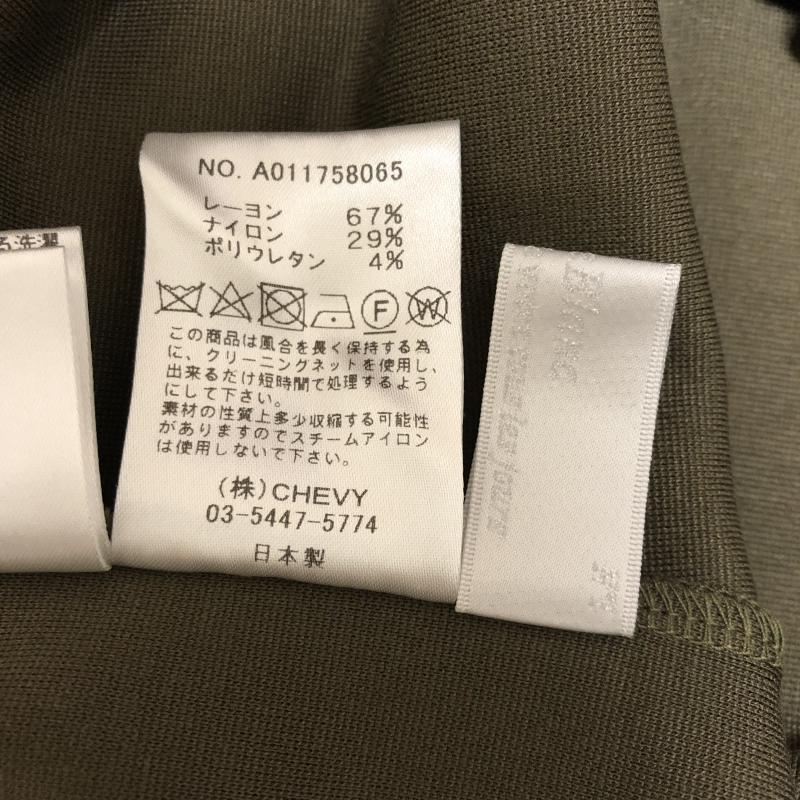 NO. A011758065
レーヨン 67%
ナイロン 29%
ポリウレタン 4%
F
W
この商品は風合を長く保持する為
に、クリーニングネットを使用し、
出来るだけ短時間で処理するよう
にして下さい。
素材の性質上多少収縮する可能性
がありますのでスチームアイロン
は使用しないで下さい。
(株)CHEVY
03-5447-5774
日本製
る洗濯